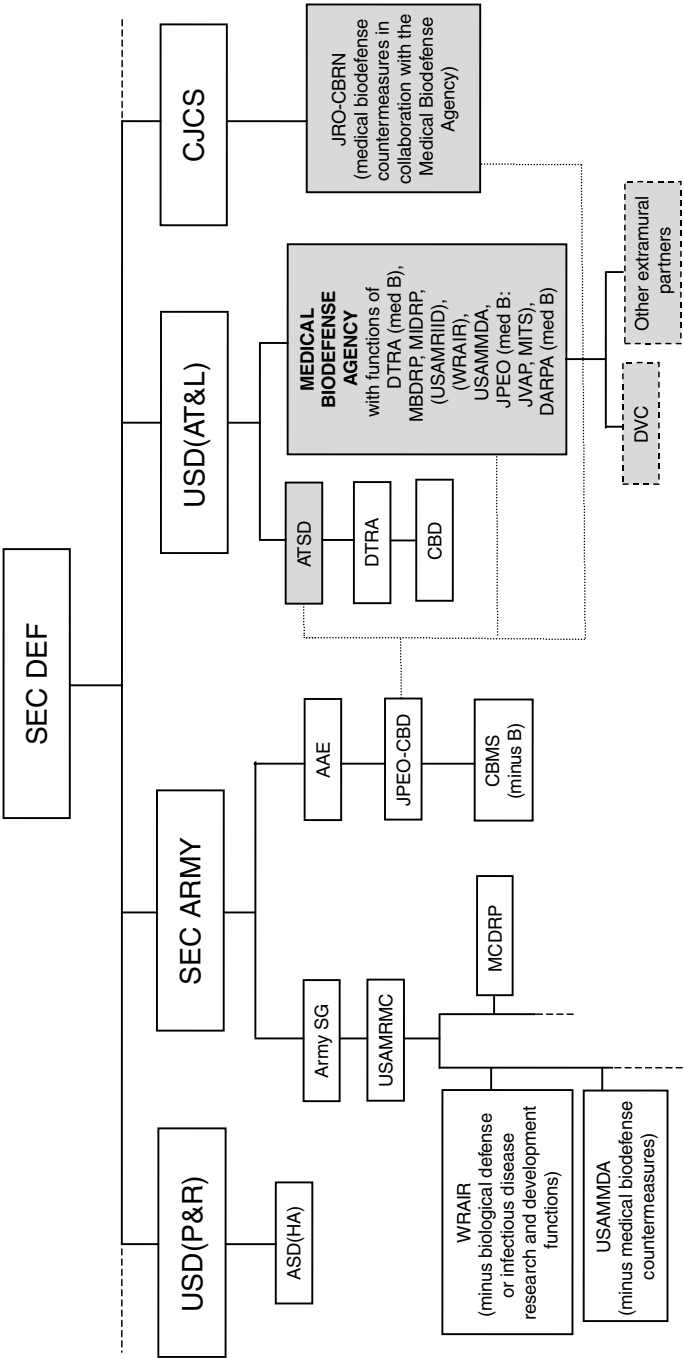 SEC DEF
USD(P&R)
SEC ARMY
USD(AT&L)
CJCS
ASD(HA)
Army SG
USAMRMC
WRAIR
(minus biological defense
or infectious disease
research and development
functions)
USAMMDA
(minus medical biodefense
countermeasures)
MCDRP
AAE
JPEO-CBD
CBMS
(minus B)
ATSD
DTRA
CBD
MEDICAL
BIODEFENSE
AGENCY
with functions of
DTRA (med B),
MBDRP, MIDRP,
(USAMRIID),
(WRAIR),
USAMMDA,
JPEO (med B:
JVAP, MITS),
DARPA (med B)
DVC
Other extramural
partners
JRO-CBRN
(medical biodefense
countermeasures in
collaboration with the
Medical Biodefense
Agency)